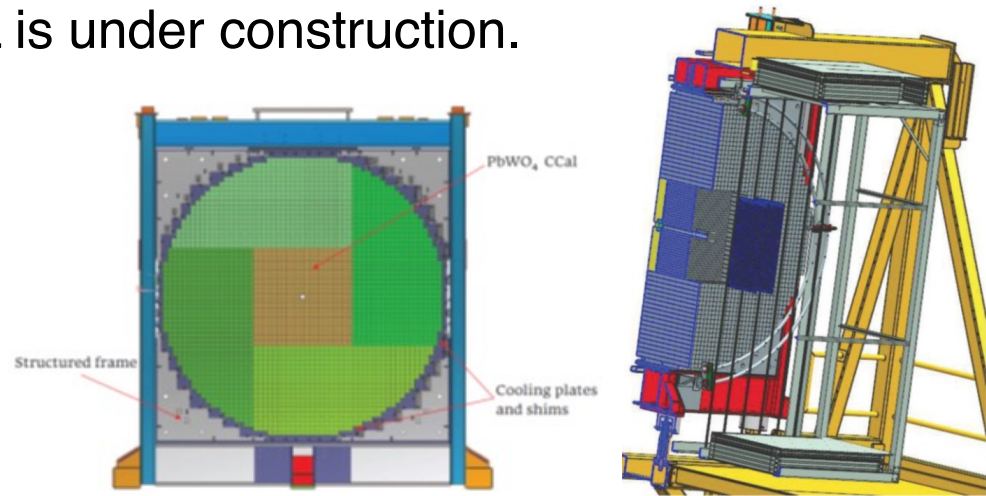 is under construction.
PbWO₄ CCal
Structured frame
Cooling plates
and shims